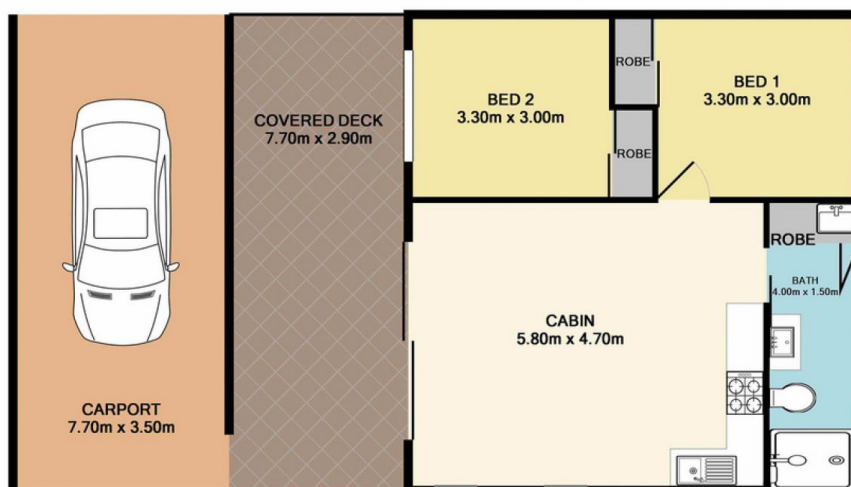 ROBE
BED 1
3.30m x 3.00m
BED 2
3.30m x 3.00m
COVERED DECK
7.70m x 2.90m
ROBE
ROBE
BATH
4.00m x 1.50m
CABIN
5.80m x 4.70m
CARPORT
7.70m x 3.50m